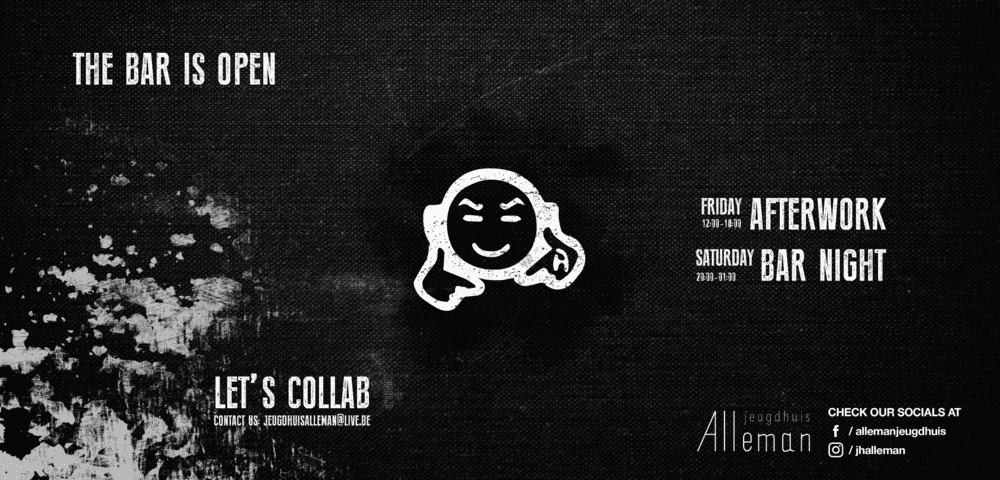 THE BAR IS OPEN
FRIDAY AFTERWORK
12:00-18:00
SATURDAY BAR NIGHT
20:00-01:00
LET'S COLLAB
CONTACT US: JEUGDHUISALLEMAN@LIVE.BE
jeugdhuis
Alleman
CHECK OUR SOCIALS AT
/ allemanjeugdhuis
/ jhalleman